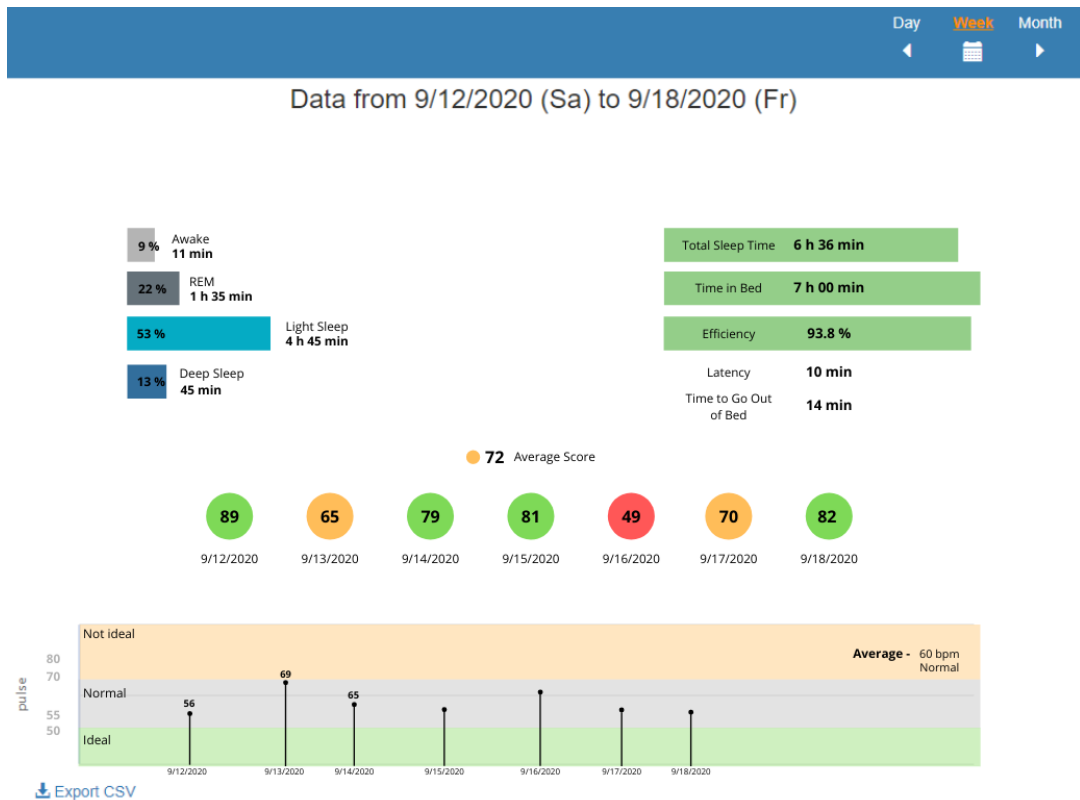 Day Week Month
Data from 9/12/2020 (Sa) to 9/18/2020 (Fr)
9 %
Awake
11 min
22 %
REM
1 h 35 min
53 %
Light Sleep
4 h 45 min
13 %
Deep Sleep
45 min
Total Sleep Time 6 h 36 min
Time in Bed 7 h 00 min
Efficiency 93.8 %
Latency 10 min
Time to Go Out
of Bed
14 min
72 Average Score
89 65 79 81 49 70 82
9/12/2020 9/13/2020 9/14/2020 9/15/2020 9/16/2020 9/17/2020 9/18/2020
Not ideal
Average - 60 bpm
Normal
80
70
pulse
55
50
Normal
Ideal
56
69
65
9/12/2020 9/13/2020 9/14/2020 9/15/2020 9/16/2020 9/17/2020 9/18/2020
Export CSV